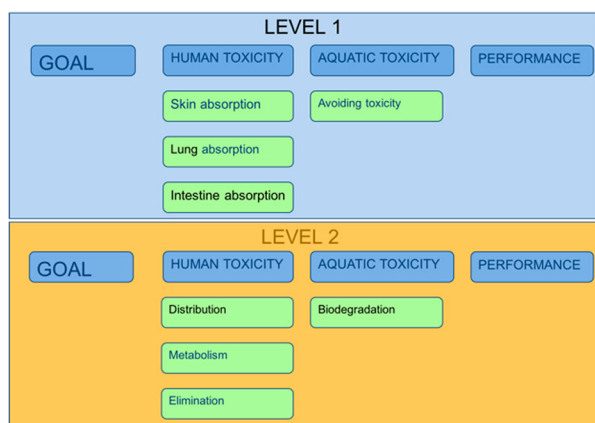 LEVEL 1
GOAL
HUMAN TOXICITY
AQUATIC TOXICITY
PERFORMANCE
Skin absorption
Avoiding toxicity
Lung absorption
Intestine absorption
LEVEL 2
GOAL
HUMAN TOXICITY
AQUATIC TOXICITY
PERFORMANCE
Distribution
Biodegradation
Metabolism
Elimination